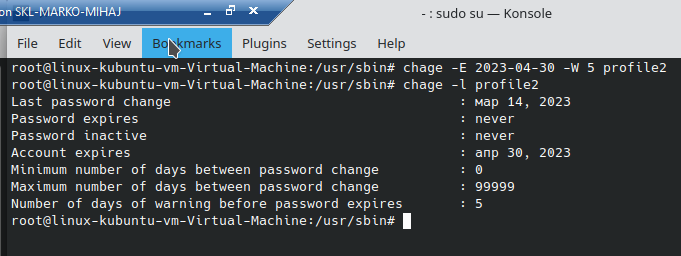 on SKL-MARKO-MIHAJ
- : sudo su — Konsole
File Edit View Bookmarks Plugins Settings Help
root@linux-kubuntu-vm-Virtual-Machine:/usr/sbin# chage -E 2023-04-30 -W 5 profile2
root@linux-kubuntu-vm-Virtual-Machine:/usr/sbin# chage -l profile2
Last password change : мар 14, 2023
Password expires : never
Password inactive : never
Account expires : апр 30, 2023
Minimum number of days between password change : 0
Maximum number of days between password change : 99999
Number of days of warning before password expires : 5
root@linux-kubuntu-vm-Virtual-Machine:/usr/sbin#